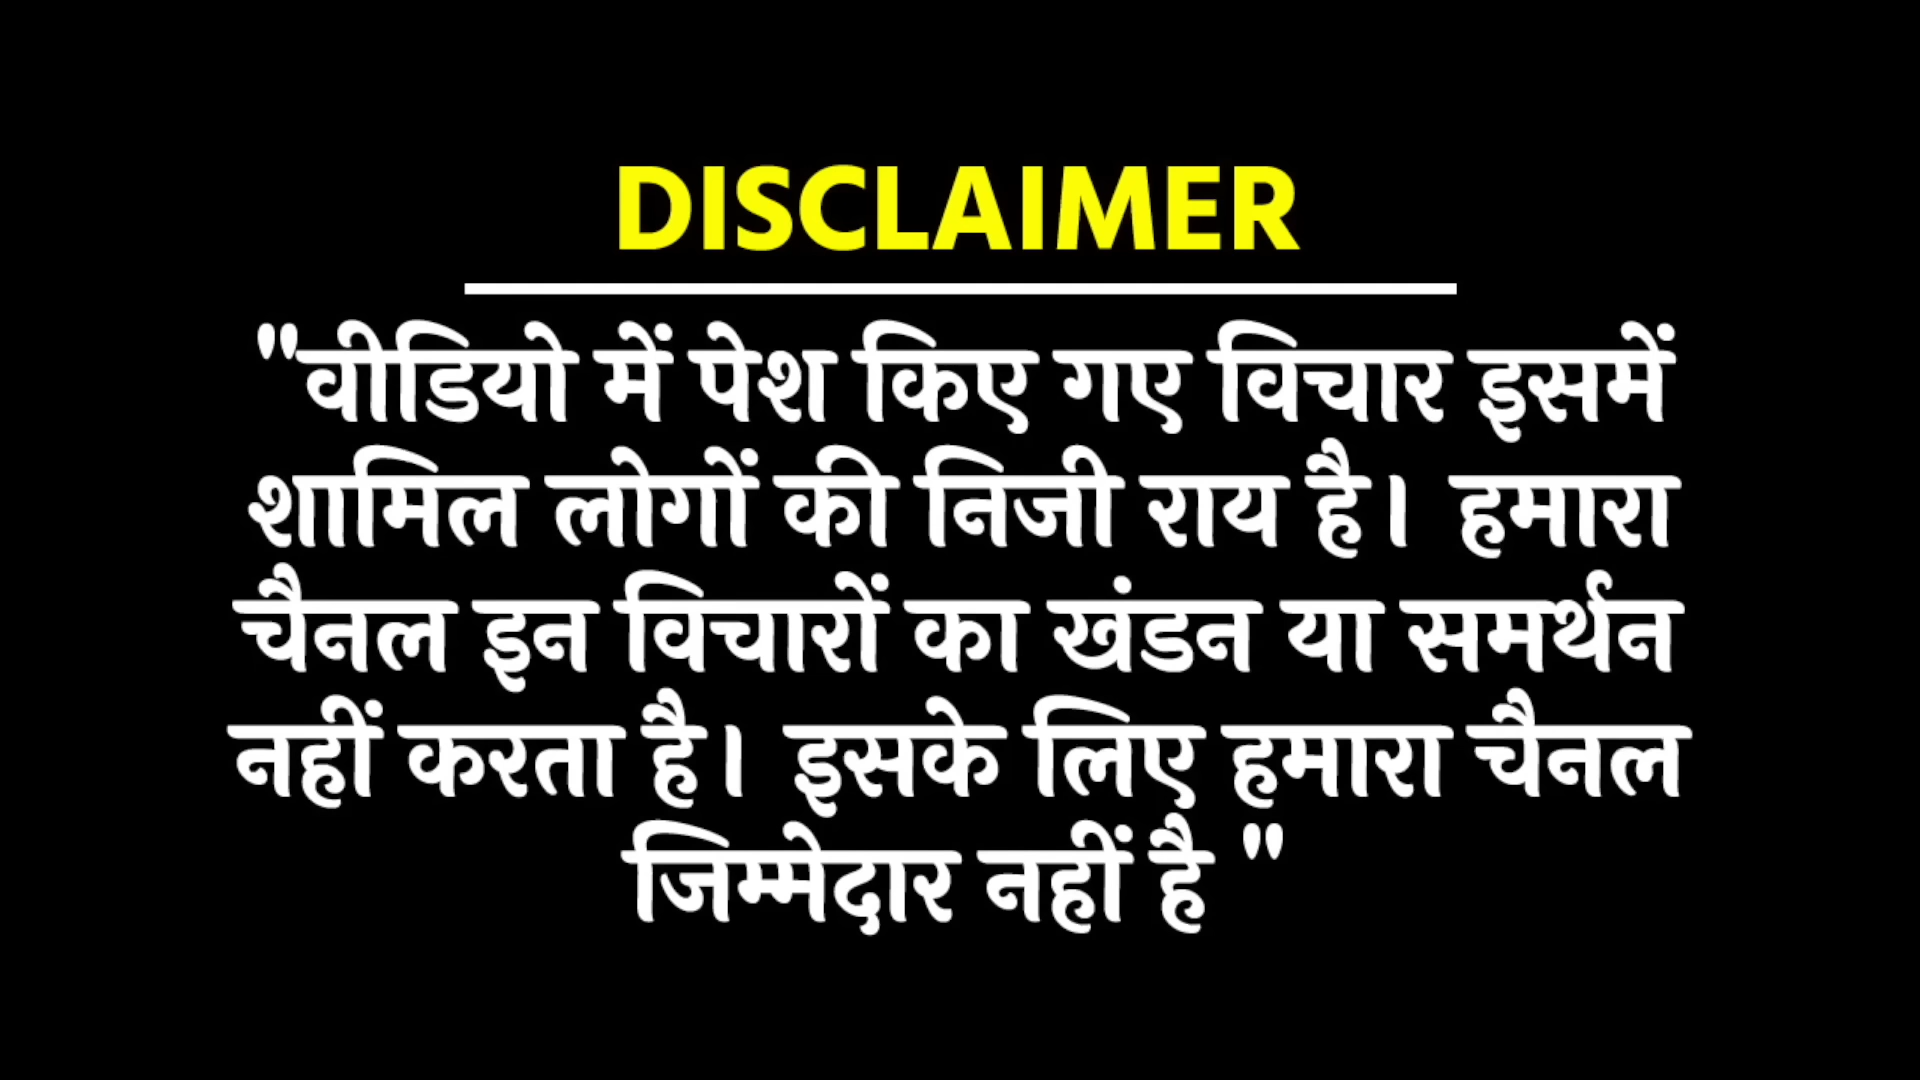 DISCLAIMER
"वीडियो में पेश किए गए विचार इसमें
शामिल लोगों की निजी राय है। हमारा
चैनल इन विचारों का खंडन या समर्थन
नहीं करता है। इसके लिए हमारा चैनल
जिम्मेदार नहीं है "